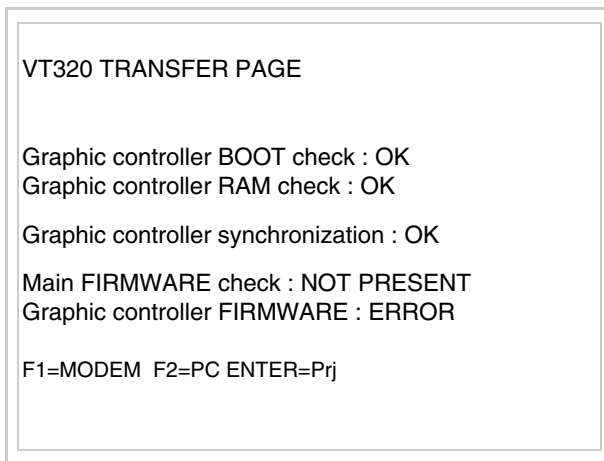 VT320 TRANSFER PAGE
Graphic controller BOOT check : OK
Graphic controller RAM check : OK
Graphic controller synchronization : OK
Main FIRMWARE check : NOT PRESENT
Graphic controller FIRMWARE : ERROR
F1=MODEM  F2=PC ENTER=Prj